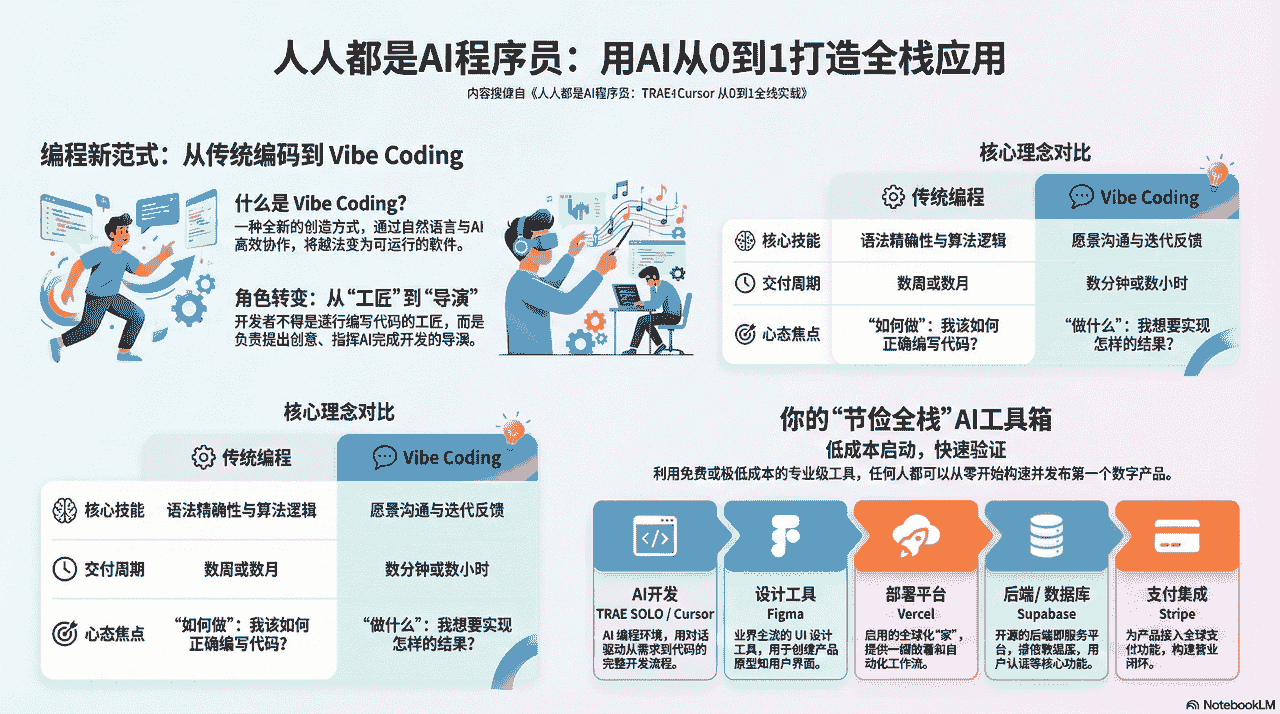 人人都是AI程序员：用AI从0到1打造全栈应用
内容搜健自《人人都是AI程序员：TRAE+Cursor 从0到1全线实载》
编程新范式：从传统编码到 Vibe Coding
什么是 Vibe Coding?
一种全新的创造方式，通过自然语言与AI
高效协作，将越法变为可运行的软件。
角色转变：从“工匠”到“导演”
开发者不得是逐行编写代码的工匠，而是
负责提出创意、指挥AI完成开发的导演。
核心理念对比
传统编程 Vibe Coding
核心技能 语法精确性与算法逻辑 愿景沟通与迭代反馈
交付周期 数周或数月 数分钟或数小时
心态焦点 “如何做”：我该如何 “做什么”：我想要实现
正确编写代码？ 怎样的结果？
核心理念对比
传统编程 Vibe Coding
核心技能 语法精确性与算法逻辑 愿景沟通与迭代反馈
交付周期 数周或数月 数分钟或数小时
心态焦点 “如何做”：我该如何 “做什么”：我想要实现
正确编写代码？ 怎样的结果？
你的“节俭全栈”AI工具箱
低成本启动，快速验证
利用免费或极低成本的专业级工具，任何人都可以从零开始构速并发布第一个数字产品。
AI开发
TRAE SOLO / Cursor
AI 编程环境，用对话
驱动从需求到代码的
完整开发流程。
设计工具
Figma
业界主流的 UI 设计
工具，用于创建产品
原型知用户界面。
部署平台
Vercel
启用的全球化“家”，
提供一键放和自
动化工作流。
后端/ 数据库
Supabase
开源的后端即服务平
台，数，用
户认证等核心功能。
支付集成
Stripe
为产品接入全球支
付功能，构建营业
闭环。
NotebookLM